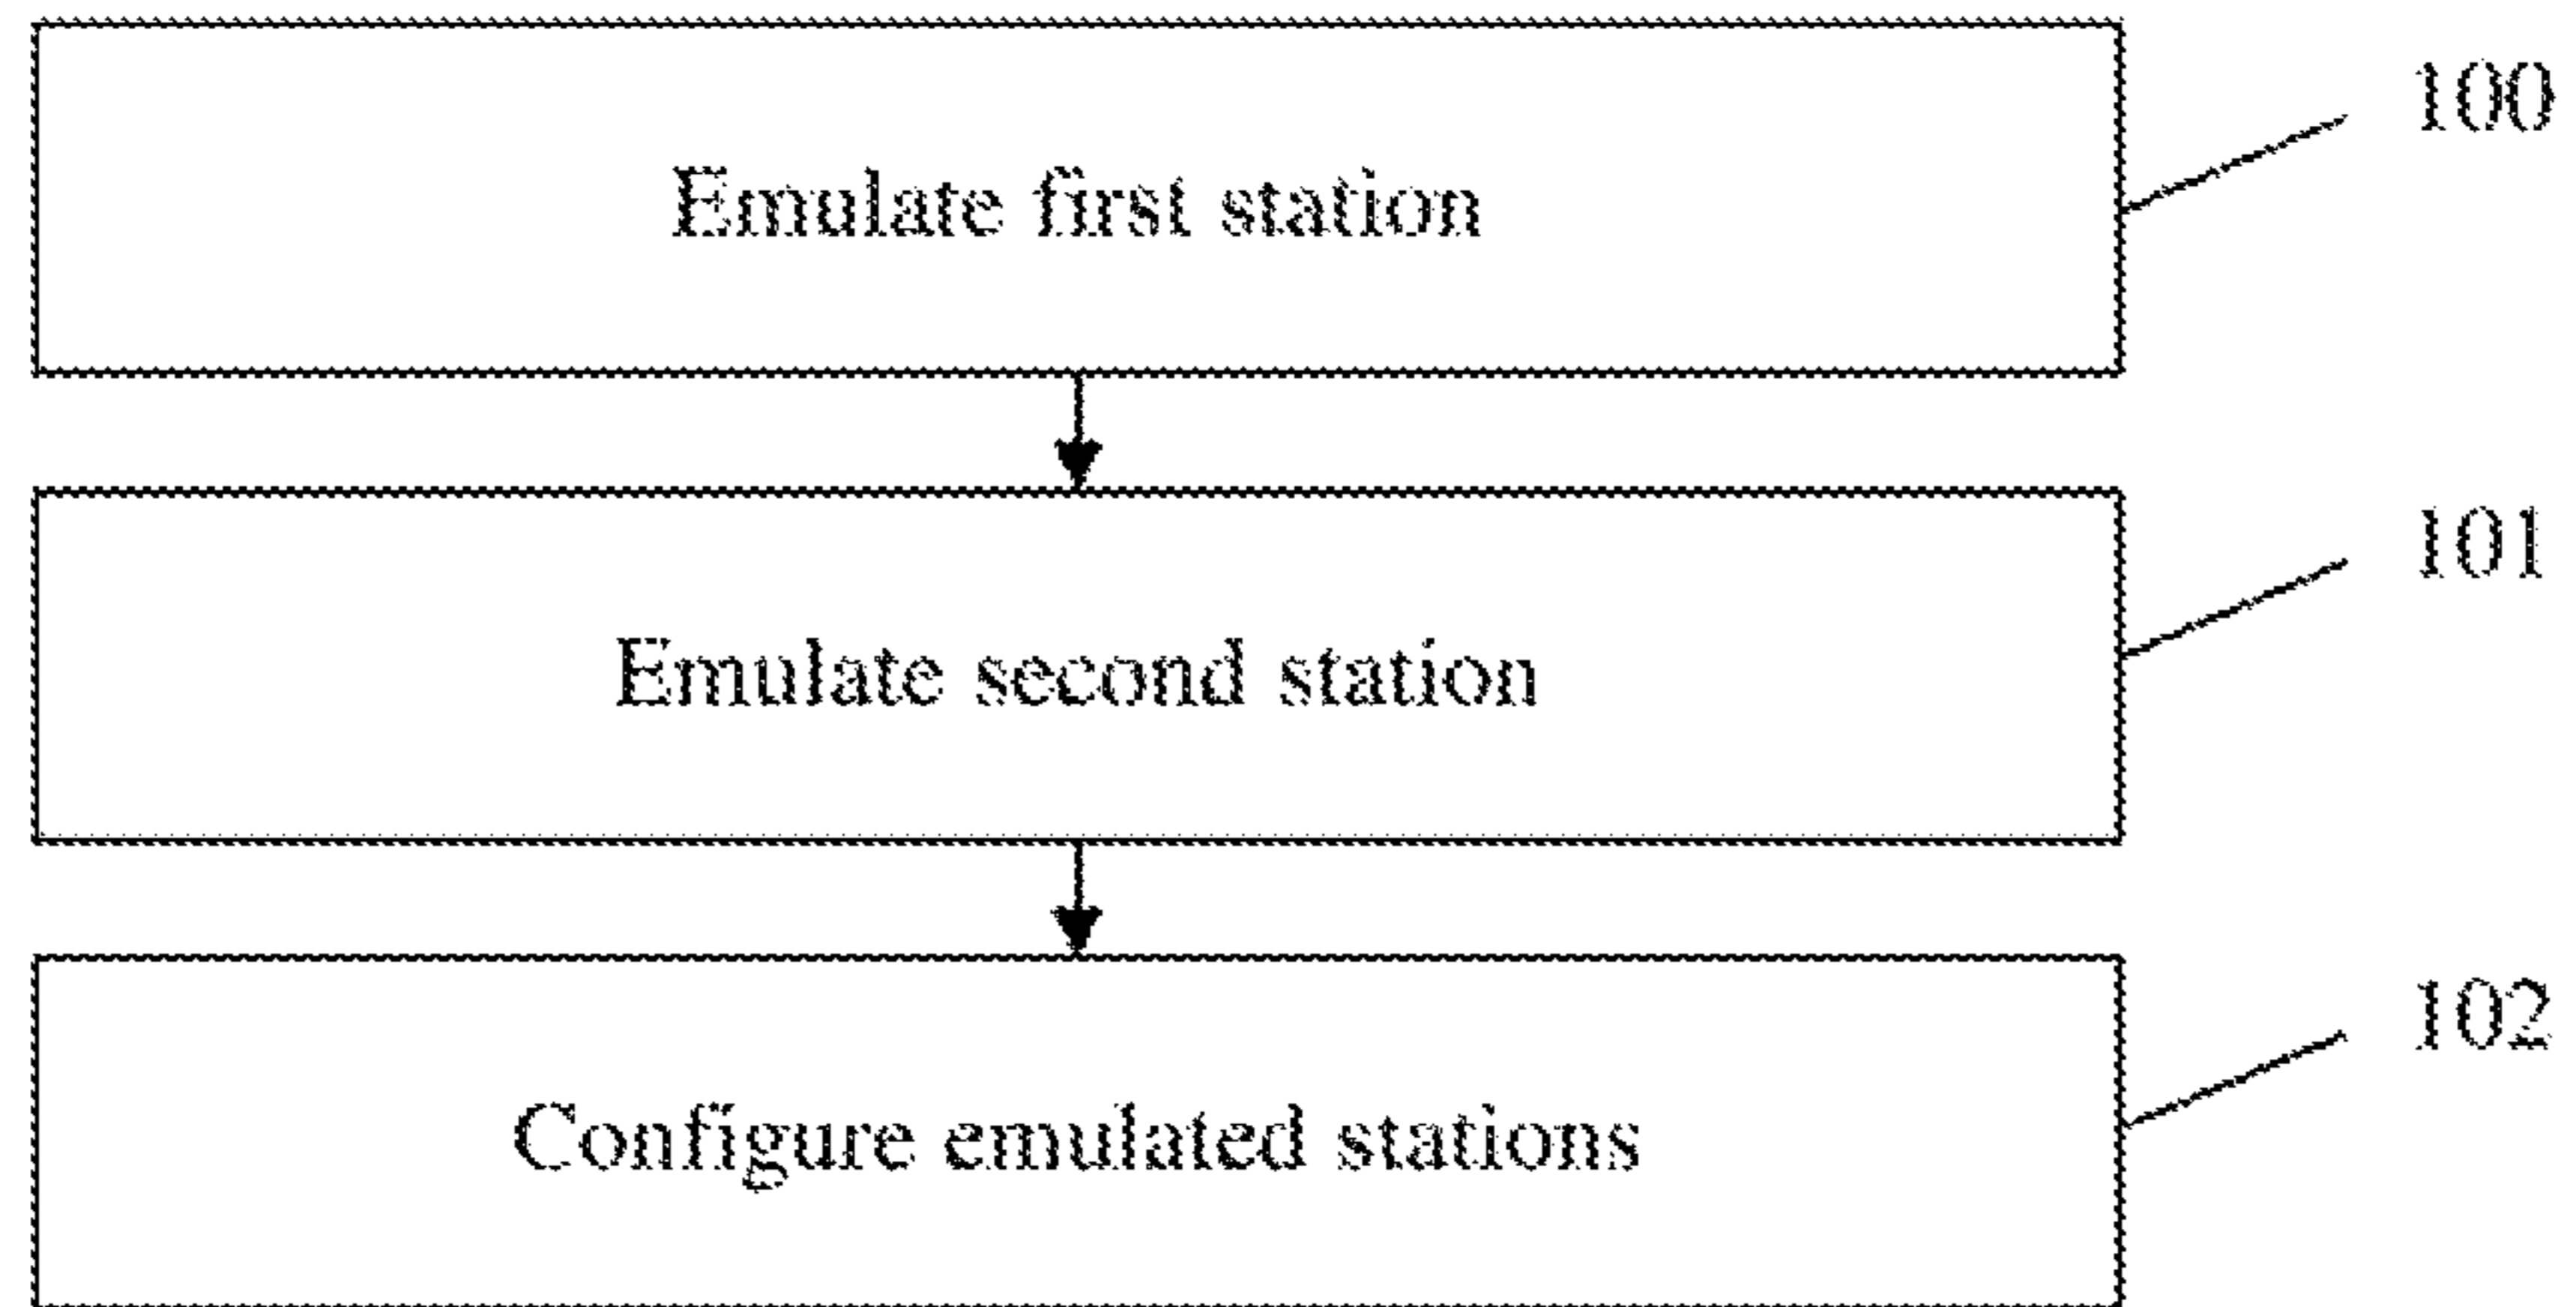 100
Emulate first station
101
Emulate second station
102
Configure emulated stations